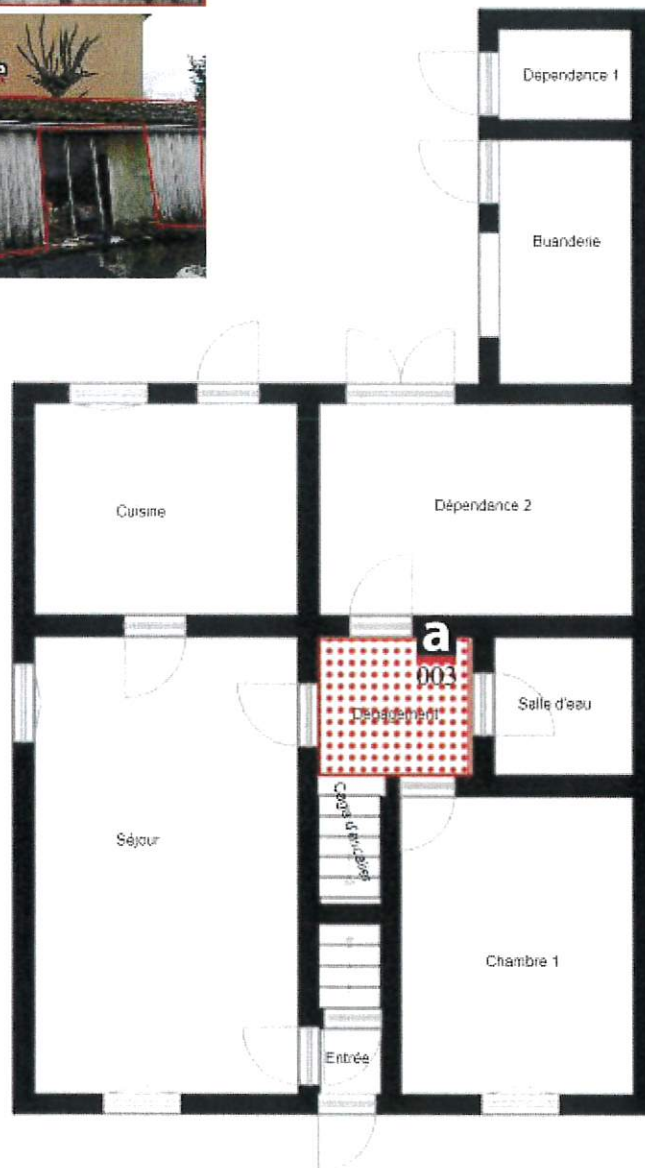 a
Dépendance 1
Buanderie
Cuisine
Dépendance 2
a
003
Dégagement
Salle d'eau
Cage d'escalier
Séjour
Chambre 1
Entrée